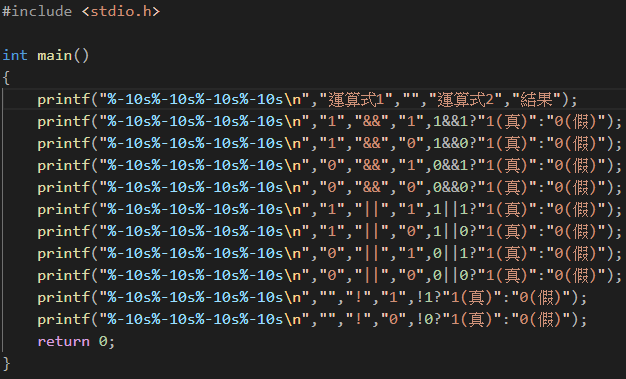 #include <stdio.h>

int main()
{
    printf("%-10s%-10s%-10s%-10s\n","運算式1","","運算式2","結果");
    printf("%-10s%-10s%-10s%-10s\n","1","&&","1",1&&1?"1(真)":"0(假)");
    printf("%-10s%-10s%-10s%-10s\n","1","&&","0",1&&0?"1(真)":"0(假)");
    printf("%-10s%-10s%-10s%-10s\n","0","&&","1",0&&1?"1(真)":"0(假)");
    printf("%-10s%-10s%-10s%-10s\n","0","&&","0",0&&0?"1(真)":"0(假)");
    printf("%-10s%-10s%-10s%-10s\n","1","||","1",1||1?"1(真)":"0(假)");
    printf("%-10s%-10s%-10s%-10s\n","1","||","0",1||0?"1(真)":"0(假)");
    printf("%-10s%-10s%-10s%-10s\n","0","||","1",0||1?"1(真)":"0(假)");
    printf("%-10s%-10s%-10s%-10s\n","0","||","0",0||0?"1(真)":"0(假)");
    printf("%-10s%-10s%-10s%-10s\n","","!","1",!1?"1(真)":"0(假)");
    printf("%-10s%-10s%-10s%-10s\n","","!","0",!0?"1(真)":"0(假)");
    return 0;
}